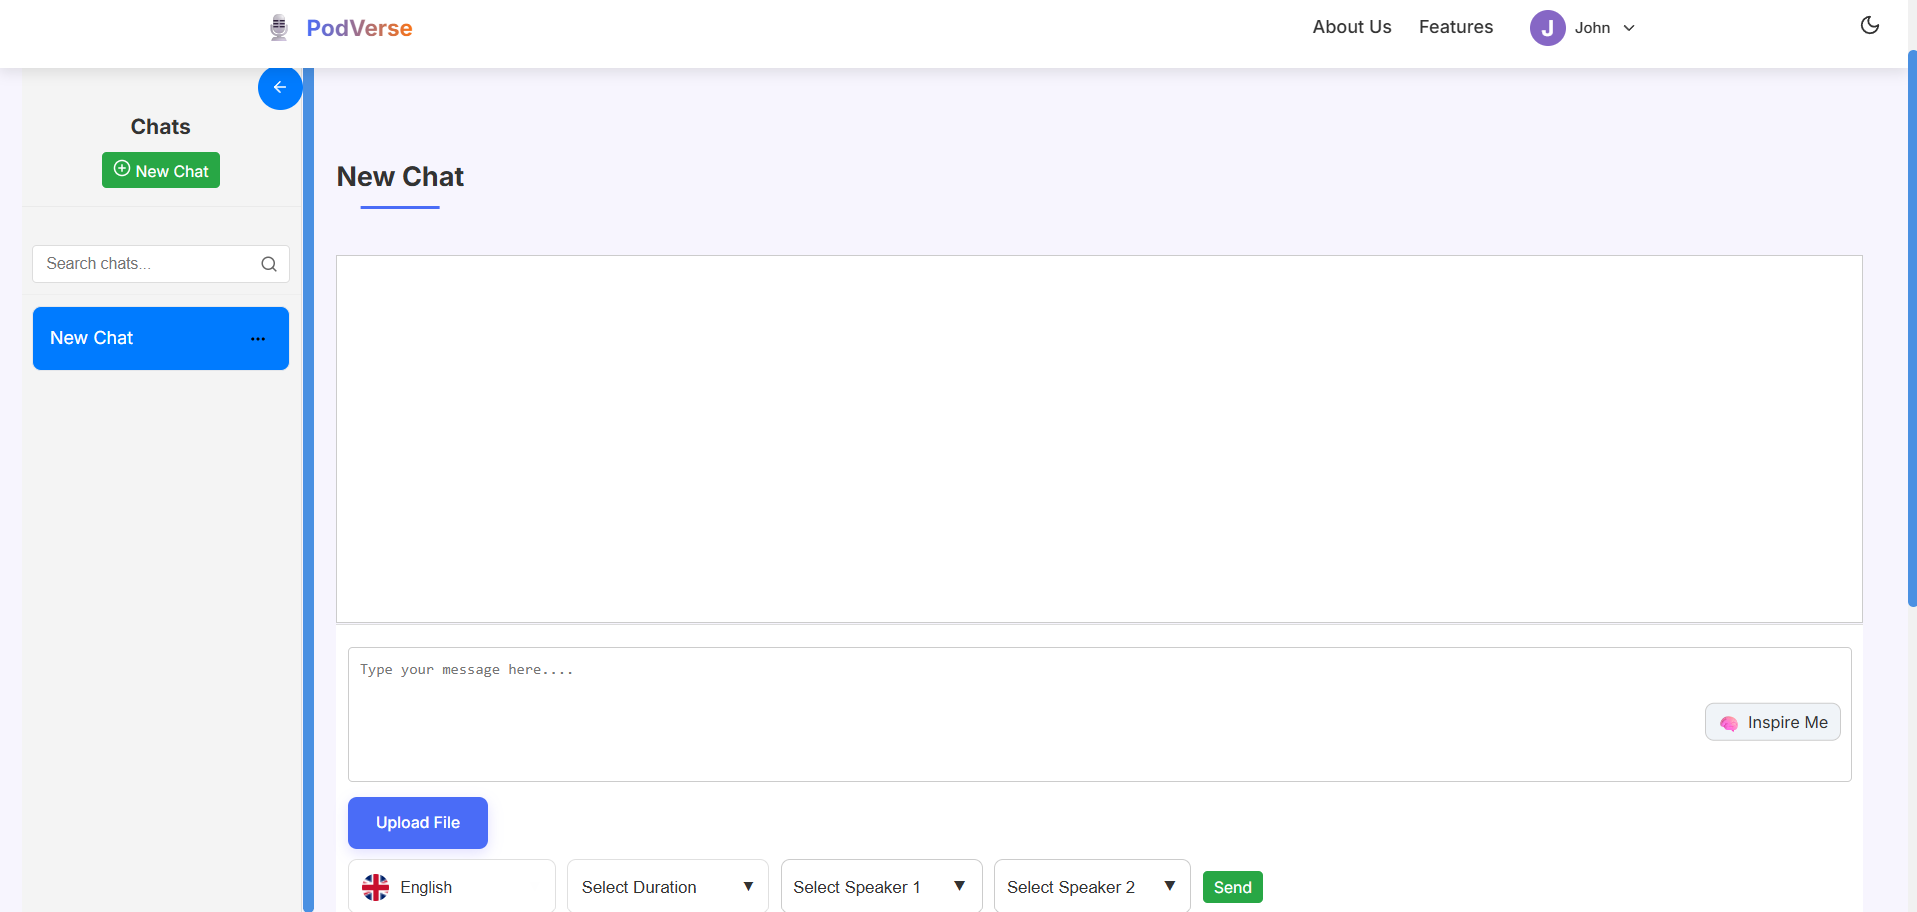 PodVerse
About Us
Features
J
John
Chats
New Chat
Search chats...
New Chat
New Chat
Type your message here....
Inspire Me
Upload File
English
Select Duration
Select Speaker 1
Select Speaker 2
Send